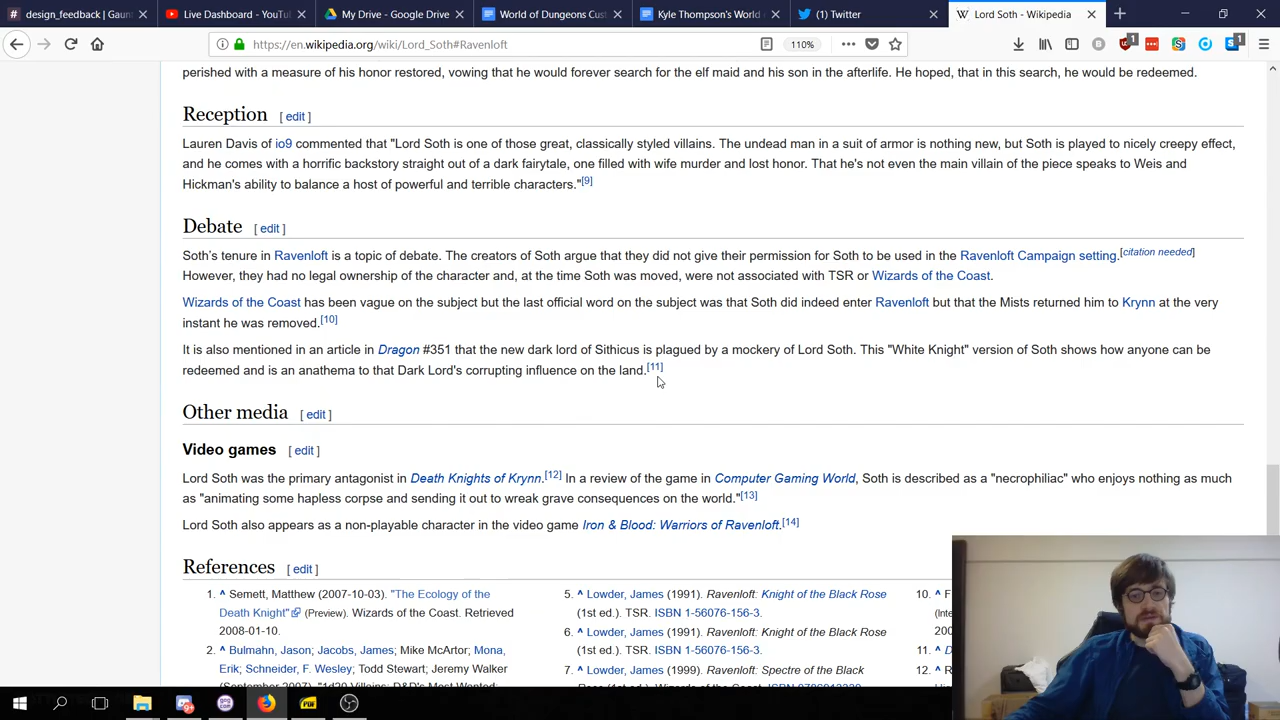 design_feedback | Gaun
Live Dashboard - YouTu
My Drive - Google Drive
World of Dungeons Cus
Kyle Thompson's World
(1) Twitter
Lord Soth - Wikipedia
https://en.wikipedia.org/wiki/Lord_Soth#Ravenloft
110%
perished with a measure of his honor restored, vowing that he would forever search for the elf maid and his son in the afterlife. He hoped, that in this search, he would be redeemed.
Reception [ edit ]
Lauren Davis of io9 commented that "Lord Soth is one of those great, classically styled villains. The undead man in a suit of armor is nothing new, but Soth is played to nicely creepy effect,
and he comes with a horrific backstory straight out of a dark fairytale, one filled with wife murder and lost honor. That he's not even the main villain of the piece speaks to Weis and
Hickman's ability to balance a host of powerful and terrible characters."[9]
Debate [ edit ]
Soth's tenure in Ravenloft is a topic of debate. The creators of Soth argue that they did not give their permission for Soth to be used in the Ravenloft Campaign setting.[citation needed]
However, they had no legal ownership of the character and, at the time Soth was moved, were not associated with TSR or Wizards of the Coast.
Wizards of the Coast has been vague on the subject but the last official word on the subject was that Soth did indeed enter Ravenloft but that the Mists returned him to Krynn at the very
instant he was removed.[10]
It is also mentioned in an article in Dragon #351 that the new dark lord of Sithicus is plagued by a mockery of Lord Soth. This "White Knight" version of Soth shows how anyone can be
redeemed and is an anathema to that Dark Lord's corrupting influence on the land.[11]
Other media [ edit ]
Video games [ edit ]
Lord Soth was the primary antagonist in Death Knights of Krynn.[12] In a review of the game in Computer Gaming World, Soth is described as a "necrophiliac" who enjoys nothing as much
as "animating some hapless corpse and sending it out to wreak grave consequences on the world."[13]
Lord Soth also appears as a non-playable character in the video game Iron & Blood: Warriors of Ravenloft.[14]
References [ edit ]
1. ^ Sernett, Matthew (2007-10-03). "The Ecology of the
Death Knight" (Preview). Wizards of the Coast. Retrieved
2008-01-10.
2. ^ Bulmahn, Jason; Jacobs, James; Mike McArtor; Mona,
Erik; Schneider, F. Wesley; Todd Stewart; Jeremy Walker
5. ^ Lowder, James (1991). Ravenloft: Knight of the Black Rose
(1st ed.). TSR. ISBN 1-56076-156-3.
6. ^ Lowder, James (1991). Ravenloft: Knight of the Black Rose
(1st ed.). TSR. ISBN 1-56076-156-3.
7. ^ Lowder, James (1999). Ravenloft: Spectre of the Black
10. ^ F
(Inte
200
11. ^ D
12. ^ R